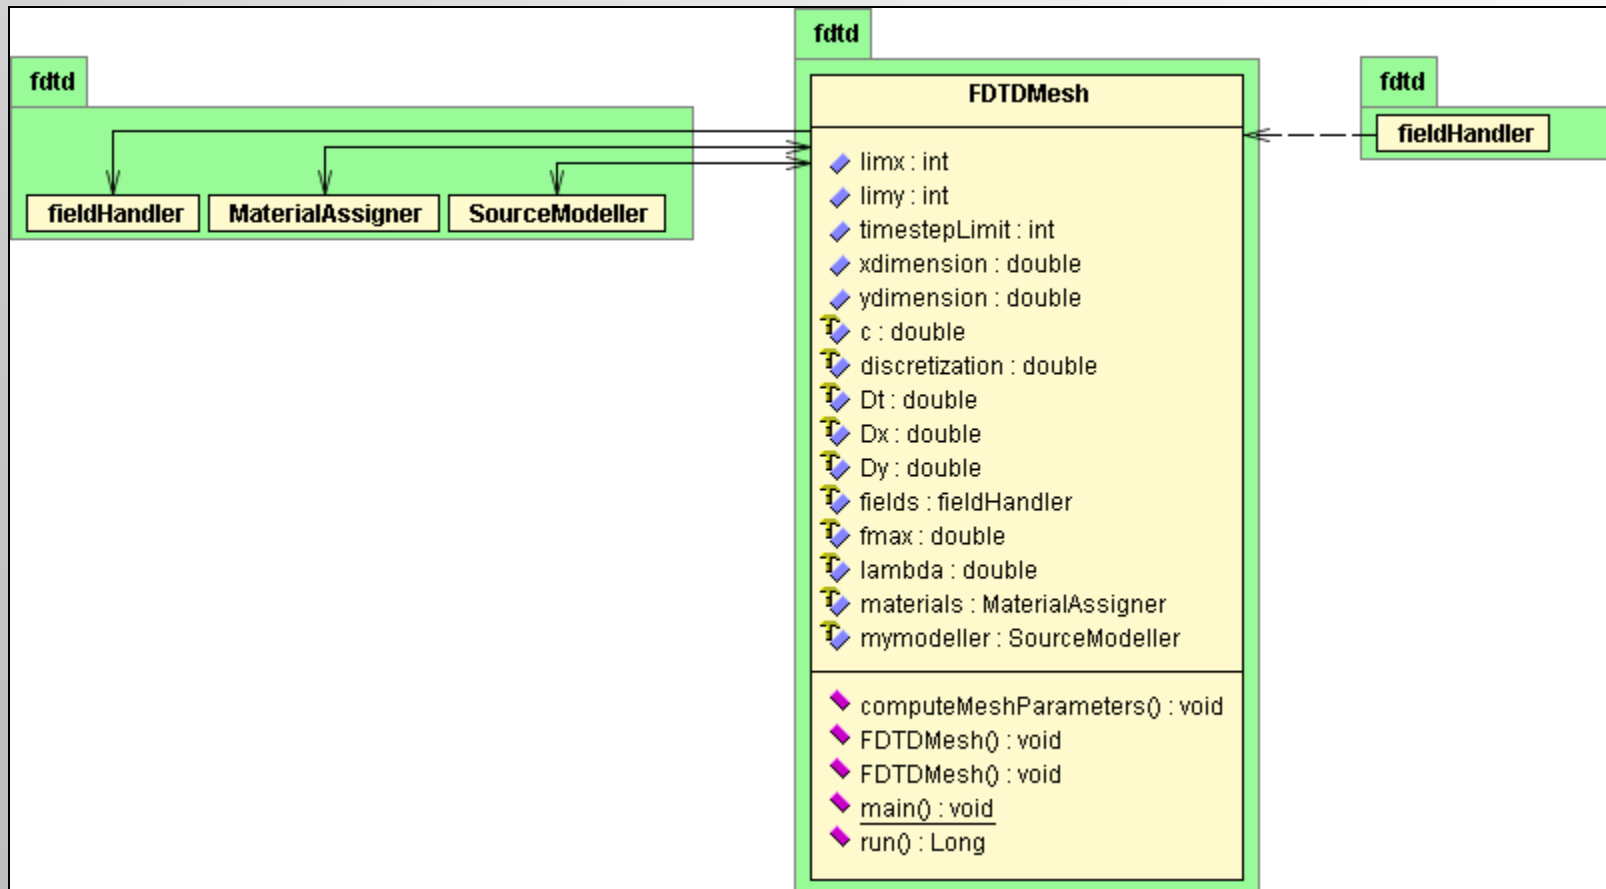 fdtd
fieldHandler
MaterialAssigner
SourceModeller
fdtd
FDTDMesh
limx : int
limy : int
timestepLimit : int
xdimension : double
ydimension : double
c : double
discretization : double
Dt : double
Dx : double
Dy : double
fields : fieldHandler
fmax : double
lambda : double
materials : MaterialAssigner
mymodeller : SourceModeller
computeMeshParameters() : void
FDTDMesh() : void
FDTDMesh() : void
main() : void
run() : Long
fdtd
fieldHandler